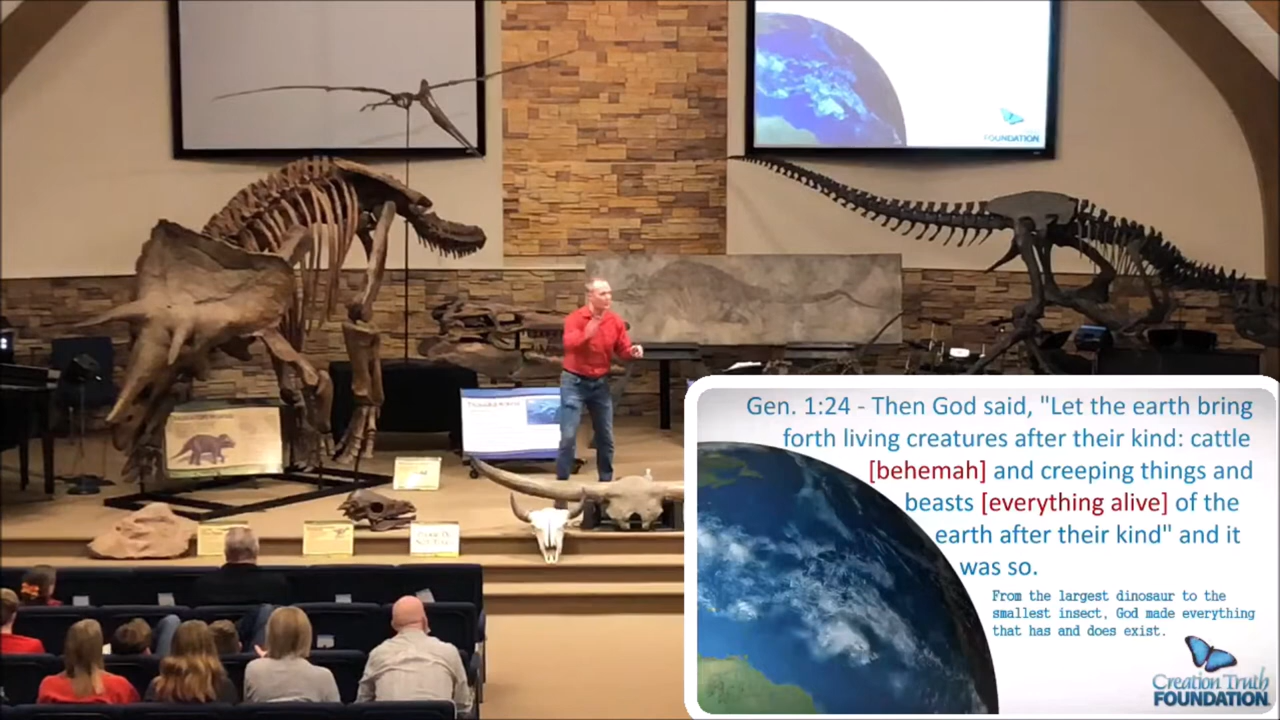 FOUNDATION
Gen. 1:24 - Then God said, "Let the earth bring
forth living creatures after their kind: cattle
[behemah] and creeping things and
beasts [everything alive] of the
earth after their kind" and it
was so.
From the largest dinosaur to the
smallest insect, God made everything
that has and does exist.
Creation Truth
FOUNDATION